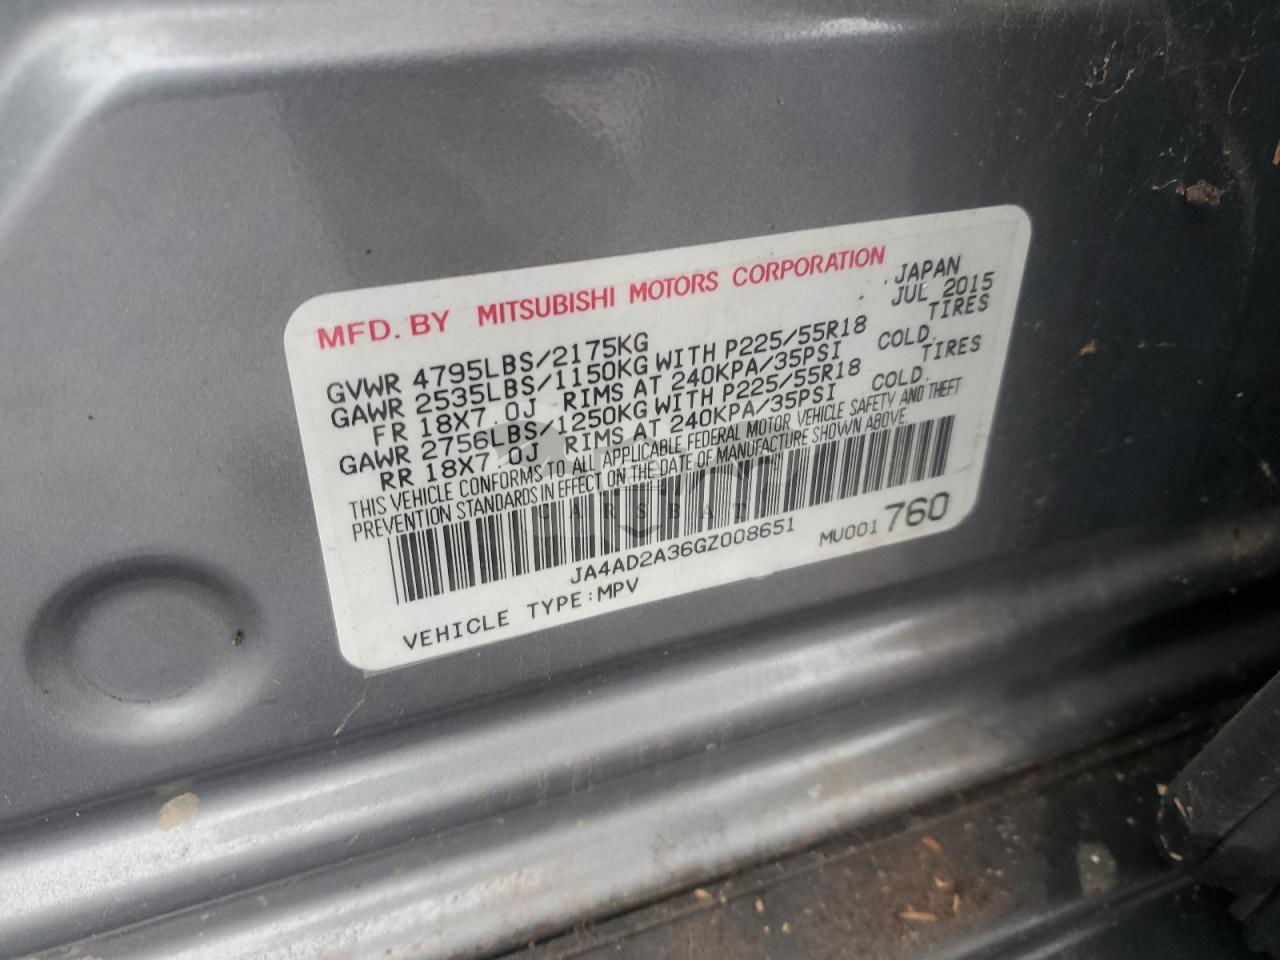 MFD. BY MITSUBISHI MOTORS CORPORATION JAPAN
JUL 2015
GVWR 4795LBS/2175KG
GAWR 2535LBS/1150KG WITH P225/55R18 TIRES
FR 18X7.0J RIMS AT 240KPA/35PSI COLD.
GAWR 2756LBS/1250KG WITH P225/55R18 TIRES
RR 18X7.0J RIMS AT 240KPA/35PSI COLD.
THIS VEHICLE CONFORMS TO ALL APPLICABLE FEDERAL MOTOR VEHICLE SAFETY AND THEFT
PREVENTION STANDARDS IN EFFECT ON THE DATE OF MANUFACTURE SHOWN ABOVE.
CARSBAT
JA4AD2A36GZ008651 MU001 760
VEHICLE TYPE:MPV